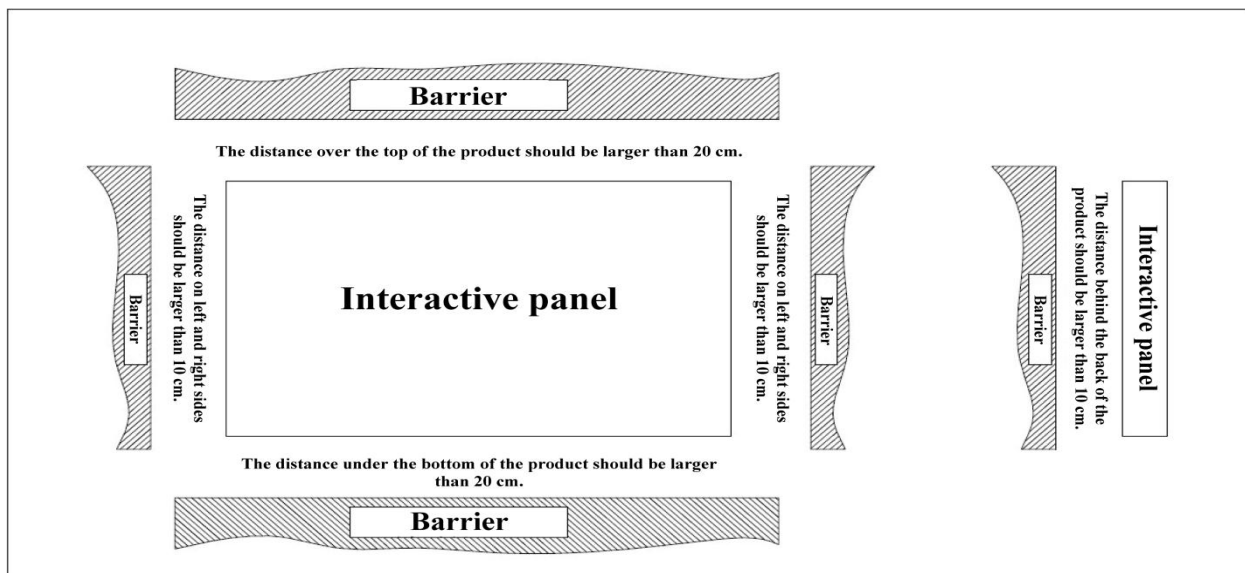 Barrier
The distance over the top of the product should be larger than 20 cm.
Barrier
The distance on left and right sides
should be larger than 10 cm.
Interactive panel
The distance on left and right sides
should be larger than 10 cm.
Barrier
Barrier
The distance behind the back of the
product should be larger than 10 cm.
Interactive panel
The distance under the bottom of the product should be larger
than 20 cm.
Barrier